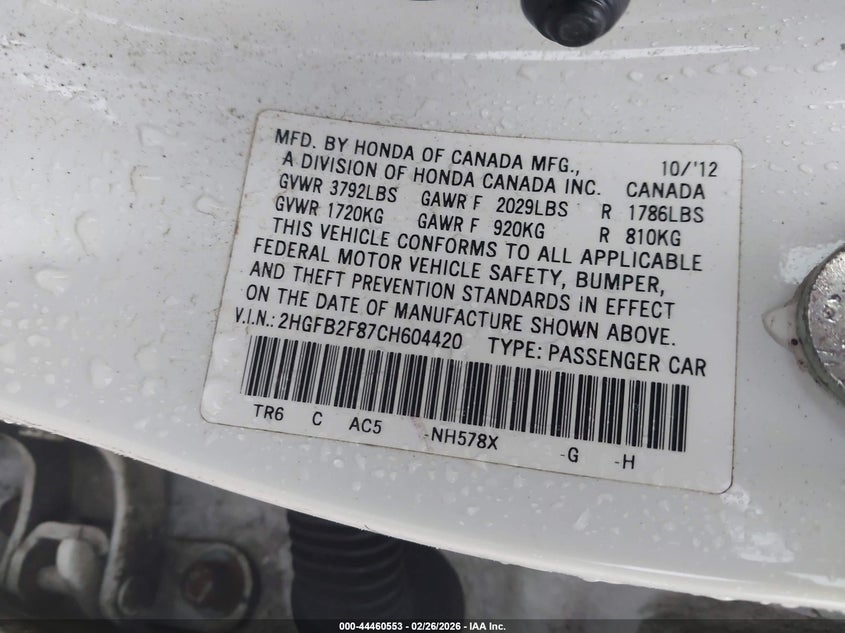 MFD. BY HONDA OF CANADA MFG., 10/'12
A DIVISION OF HONDA CANADA INC. CANADA
GVWR 3792LBS GAWR F 2029LBS R 1786LBS
GVWR 1720KG GAWR F 920KG R 810KG
THIS VEHICLE CONFORMS TO ALL APPLICABLE
FEDERAL MOTOR VEHICLE SAFETY, BUMPER,
AND THEFT PREVENTION STANDARDS IN EFFECT
ON THE DATE OF MANUFACTURE SHOWN ABOVE.
V.I.N.: 2HGFB2F87CH604420 TYPE: PASSENGER CAR
TR6 C AC5 -NH578X -G -H
000-44460553 - 02/26/2026 - IAA Inc.